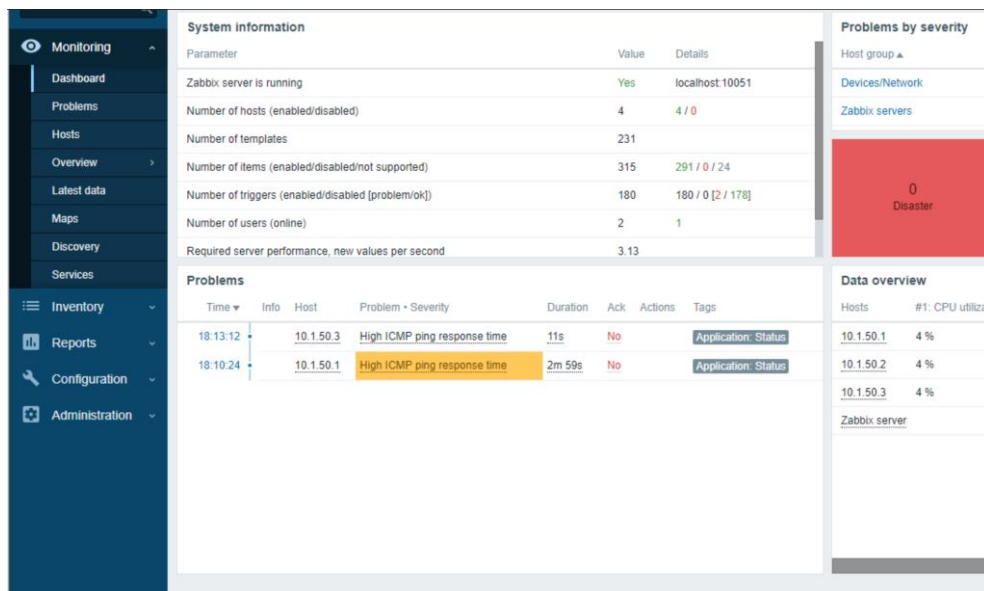 Monitoring
Dashboard
Problems
Hosts
Overview
Latest data
Maps
Discovery
Services
Inventory
Reports
Configuration
Administration
System information
Parameter Value Details
Zabbix server is running Yes localhost:10051
Number of hosts (enabled/disabled) 4 4 / 0
Number of templates 231
Number of items (enabled/disabled/not supported) 315 291 / 0 / 24
Number of triggers (enabled/disabled [problem/ok]) 180 180 / 0 [2 / 178]
Number of users (online) 2 1
Required server performance, new values per second 3.13
Problems by severity
Host group
Devices/Network
Zabbix servers
0
Disaster
Problems
Time Info Host Problem • Severity Duration Ack Actions Tags
18:13:12 10.1.50.3 High ICMP ping response time 11s No Application: Status
18:10:24 10.1.50.1 High ICMP ping response time 2m 59s No Application: Status
Data overview
Hosts #1: CPU utiliza
10.1.50.1 4 %
10.1.50.2 4 %
10.1.50.3 4 %
Zabbix server